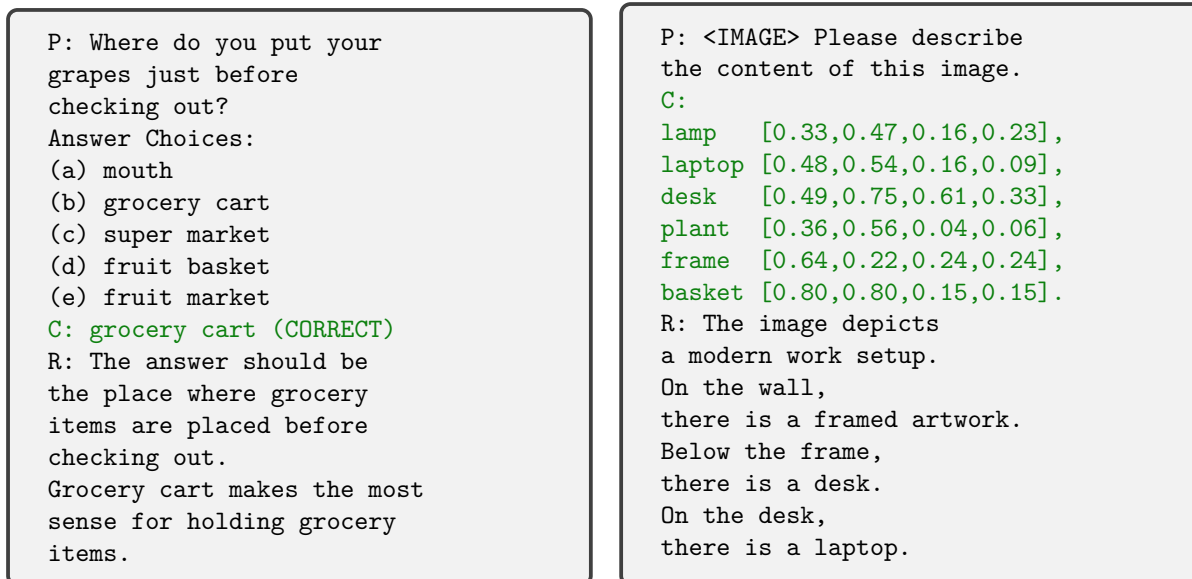 P: Where do you put your
grapes just before
checking out?
Answer Choices:
(a) mouth
(b) grocery cart
(c) super market
(d) fruit basket
(e) fruit market
C: grocery cart (CORRECT)
R: The answer should be
the place where grocery
items are placed before
checking out.
Grocery cart makes the most
sense for holding grocery
items.
P: <IMAGE> Please describe
the content of this image.
C:
lamp [0.33,0.47,0.16,0.23],
laptop [0.48,0.54,0.16,0.09],
desk [0.49,0.75,0.61,0.33],
plant [0.36,0.56,0.04,0.06],
frame [0.64,0.22,0.24,0.24],
basket [0.80,0.80,0.15,0.15].
R: The image depicts
a modern work setup.
On the wall,
there is a framed artwork.
Below the frame,
there is a desk.
On the desk,
there is a laptop.